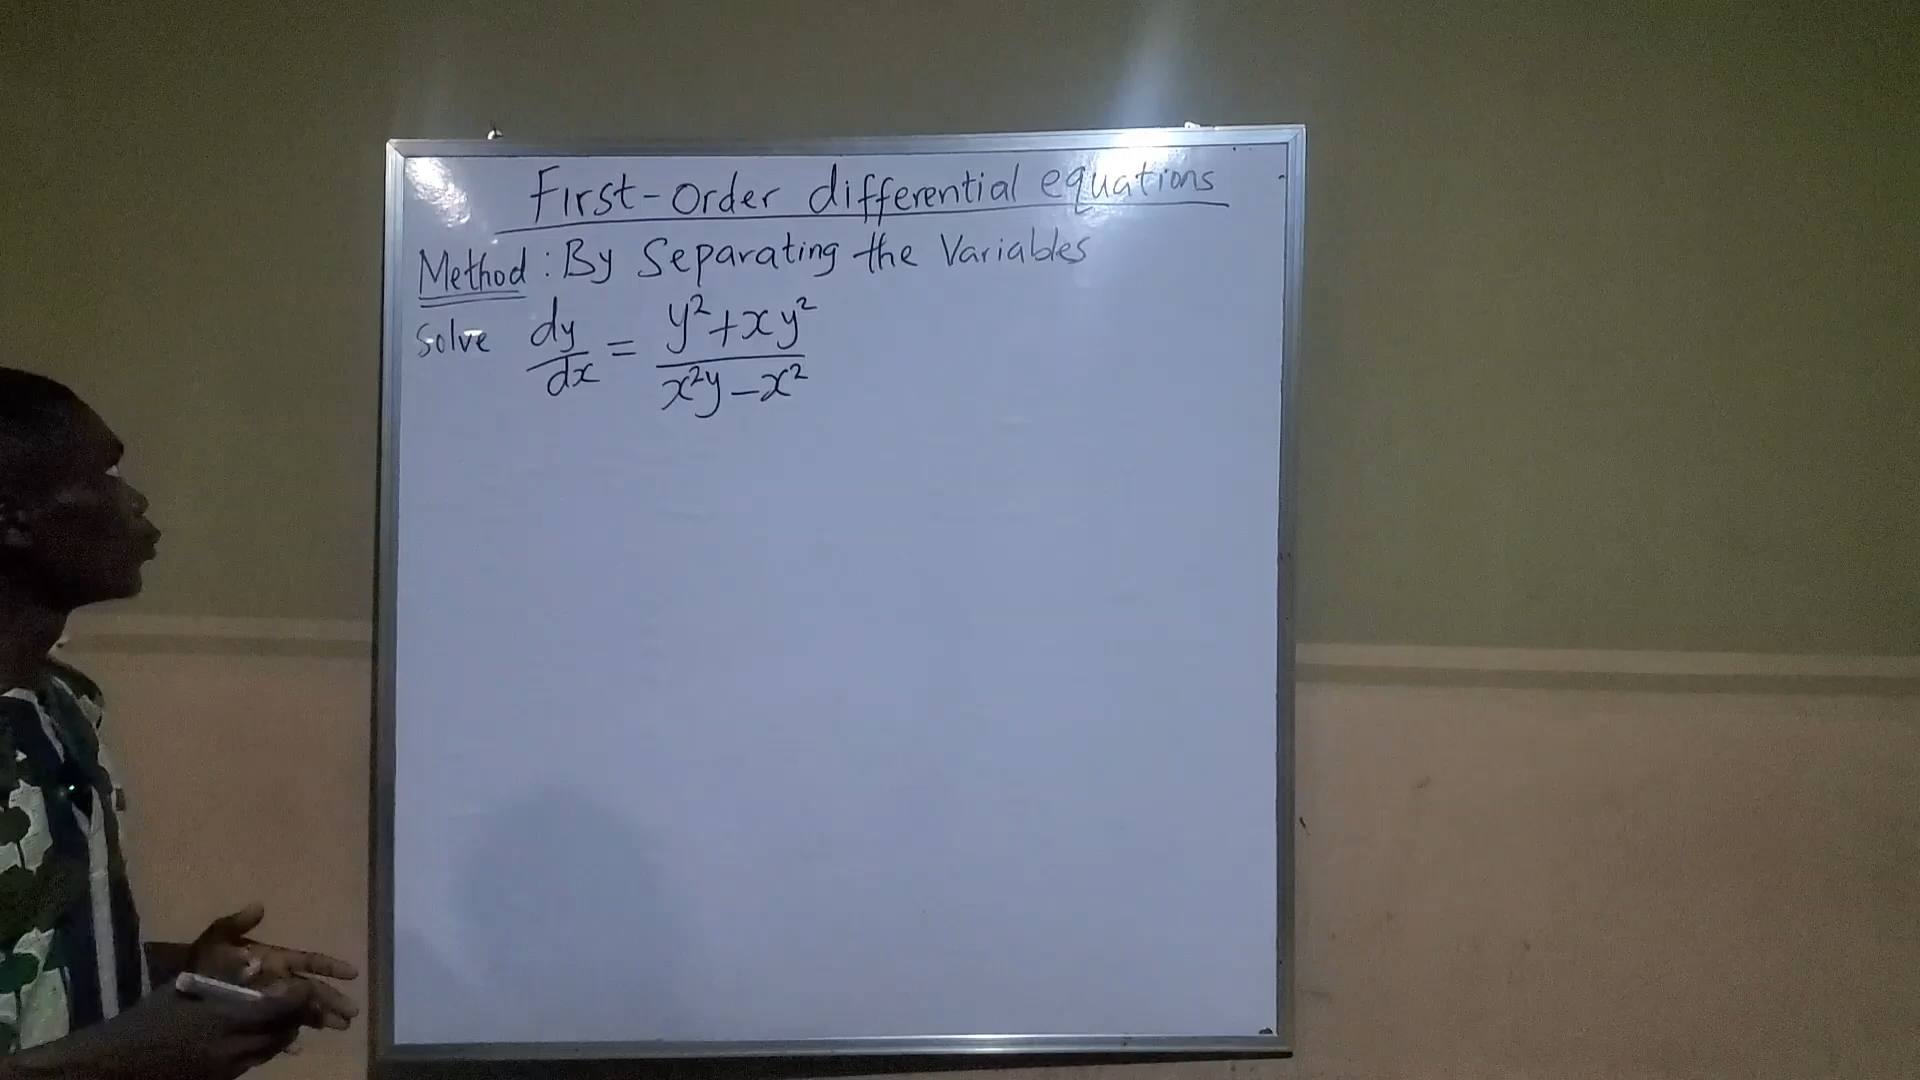 First-Order differential equations
Method: By Separating the Variables
Solve dy/dx = (y²+xy²)/(x²y-x²)